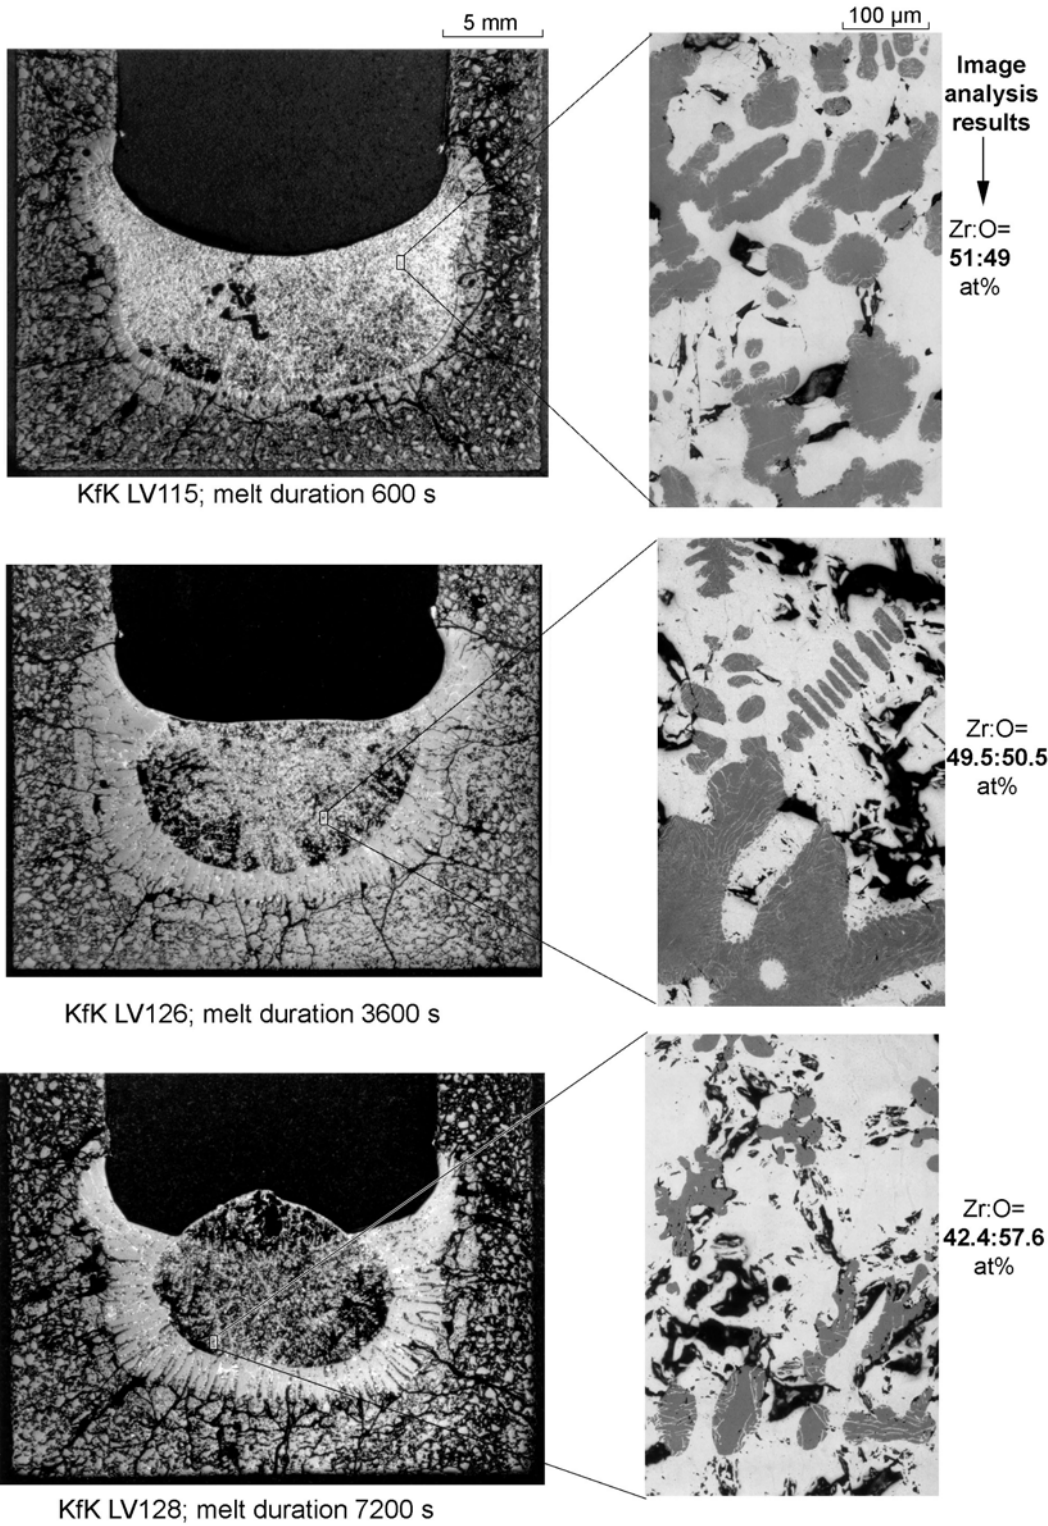 5 mm
100 µm
Image
analysis
results
Zr:O=
51:49
at%
KfK LV115; melt duration 600 s
Zr:O=
49.5:50.5
at%
KfK LV126; melt duration 3600 s
Zr:O=
42.4:57.6
at%
KfK LV128; melt duration 7200 s